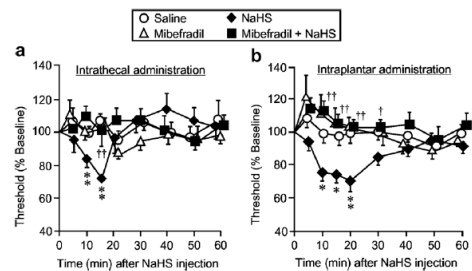 Saline
NaHS
Mibefradil
Mibefradil + NaHS
a
Intrathecal administration
140
120
100
80
60
40
††
*
*
*
*
0 10 20 30 40 50 60
Threshold (% Baseline)
Time (min) after NaHS injection
b
Intraplantar administration
140
120
100
80
60
40
††
††
††
†
*
*
*
*
0 10 20 30 40 50 60
Threshold (% Baseline)
Time (min) after NaHS injection